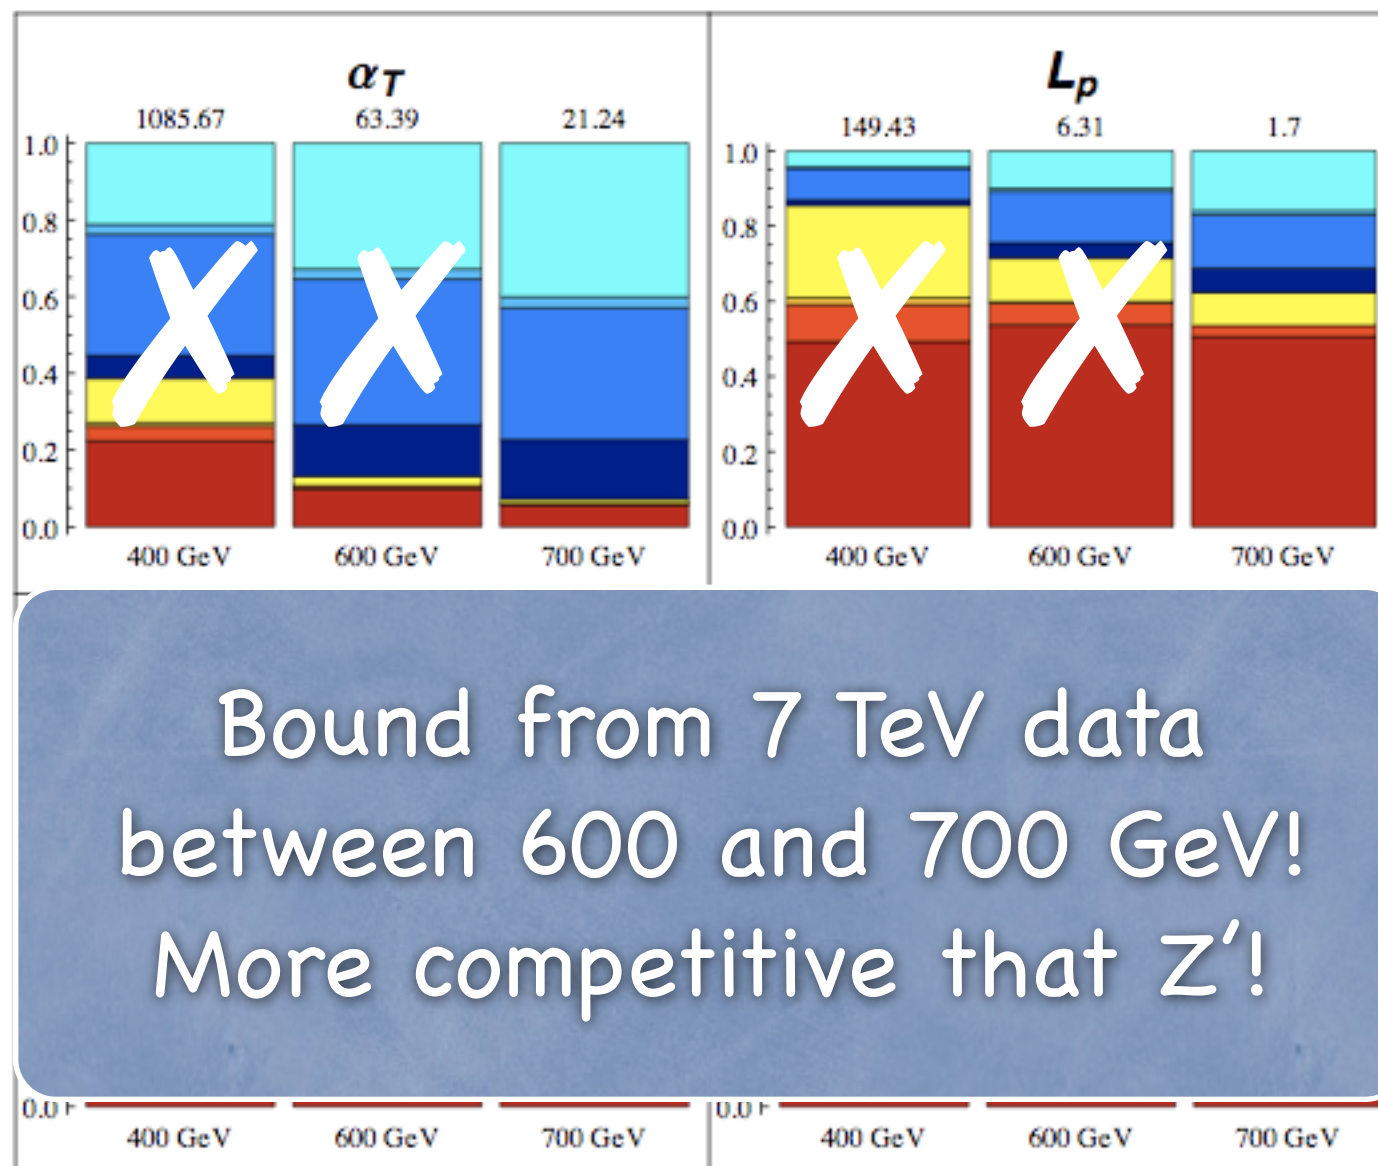 α_T L_p
1085.67 63.39 21.24 149.43 6.31 1.7
1.0 1.0
0.8 0.8
0.6 0.6
0.4 0.4
0.2 0.2
0.0 0.0
400 GeV 600 GeV 700 GeV 400 GeV 600 GeV 700 GeV
Bound from 7 TeV data
between 600 and 700 GeV!
More competitive that Z′!
0.0 0.0
400 GeV 600 GeV 700 GeV 400 GeV 600 GeV 700 GeV